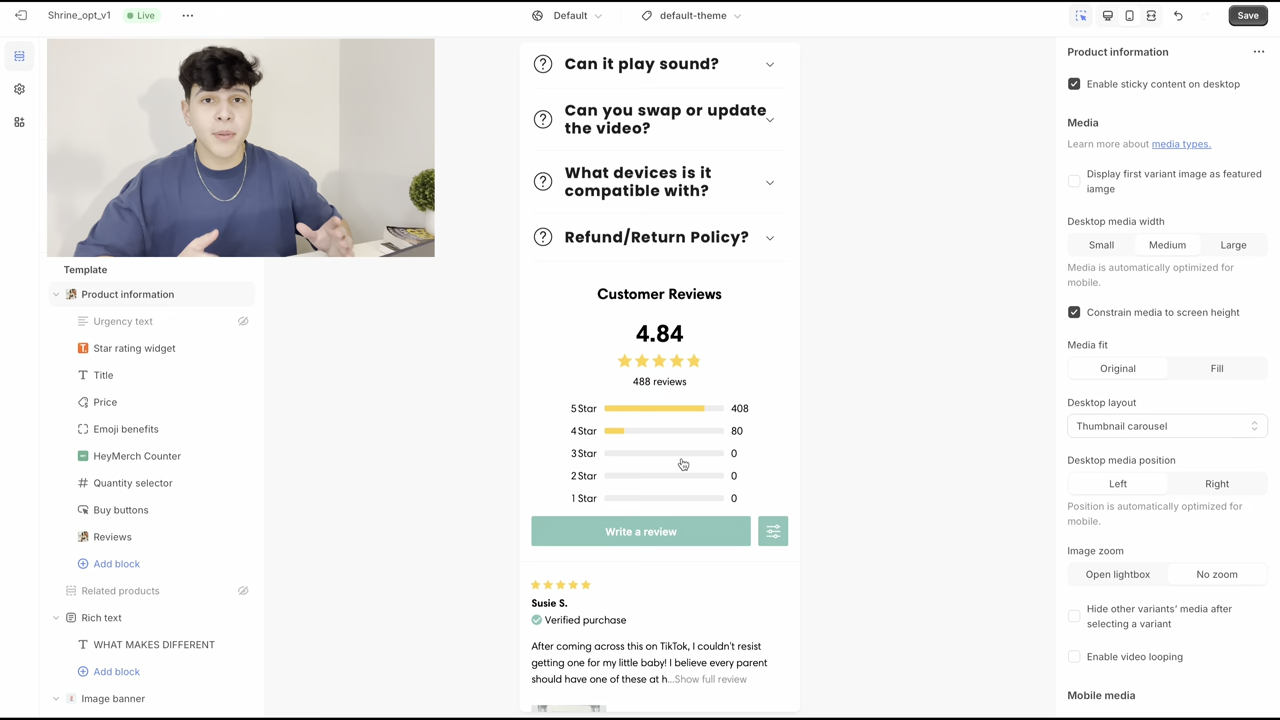 Shrine_opt_v1
Live
Default
default-theme
Save
Can it play sound?
Can you swap or update
the video?
What devices is it
compatible with?
Refund/Return Policy?
Customer Reviews
4.84
488 reviews
5 Star 408
4 Star 80
3 Star 0
2 Star 0
1 Star 0
Write a review
Susie S.
Verified purchase
After coming across this on TikTok, I couldn't resist
getting one for my little baby! I believe every parent
should have one of these at h...Show full review
Template
Product information
Urgency text
Star rating widget
Title
Price
Emoji benefits
HeyMerch Counter
Quantity selector
Buy buttons
Reviews
Add block
Related products
Rich text
WHAT MAKES DIFFERENT
Add block
Image banner
Product information
Enable sticky content on desktop
Media
Learn more about media types.
Display first variant image as featured
iamge
Desktop media width
Small Medium Large
Media is automatically optimized for
mobile.
Constrain media to screen height
Media fit
Original Fill
Desktop layout
Thumbnail carousel
Desktop media position
Left Right
Position is automatically optimized for
mobile.
Image zoom
Open lightbox No zoom
Hide other variants' media after
selecting a variant
Enable video looping
Mobile media